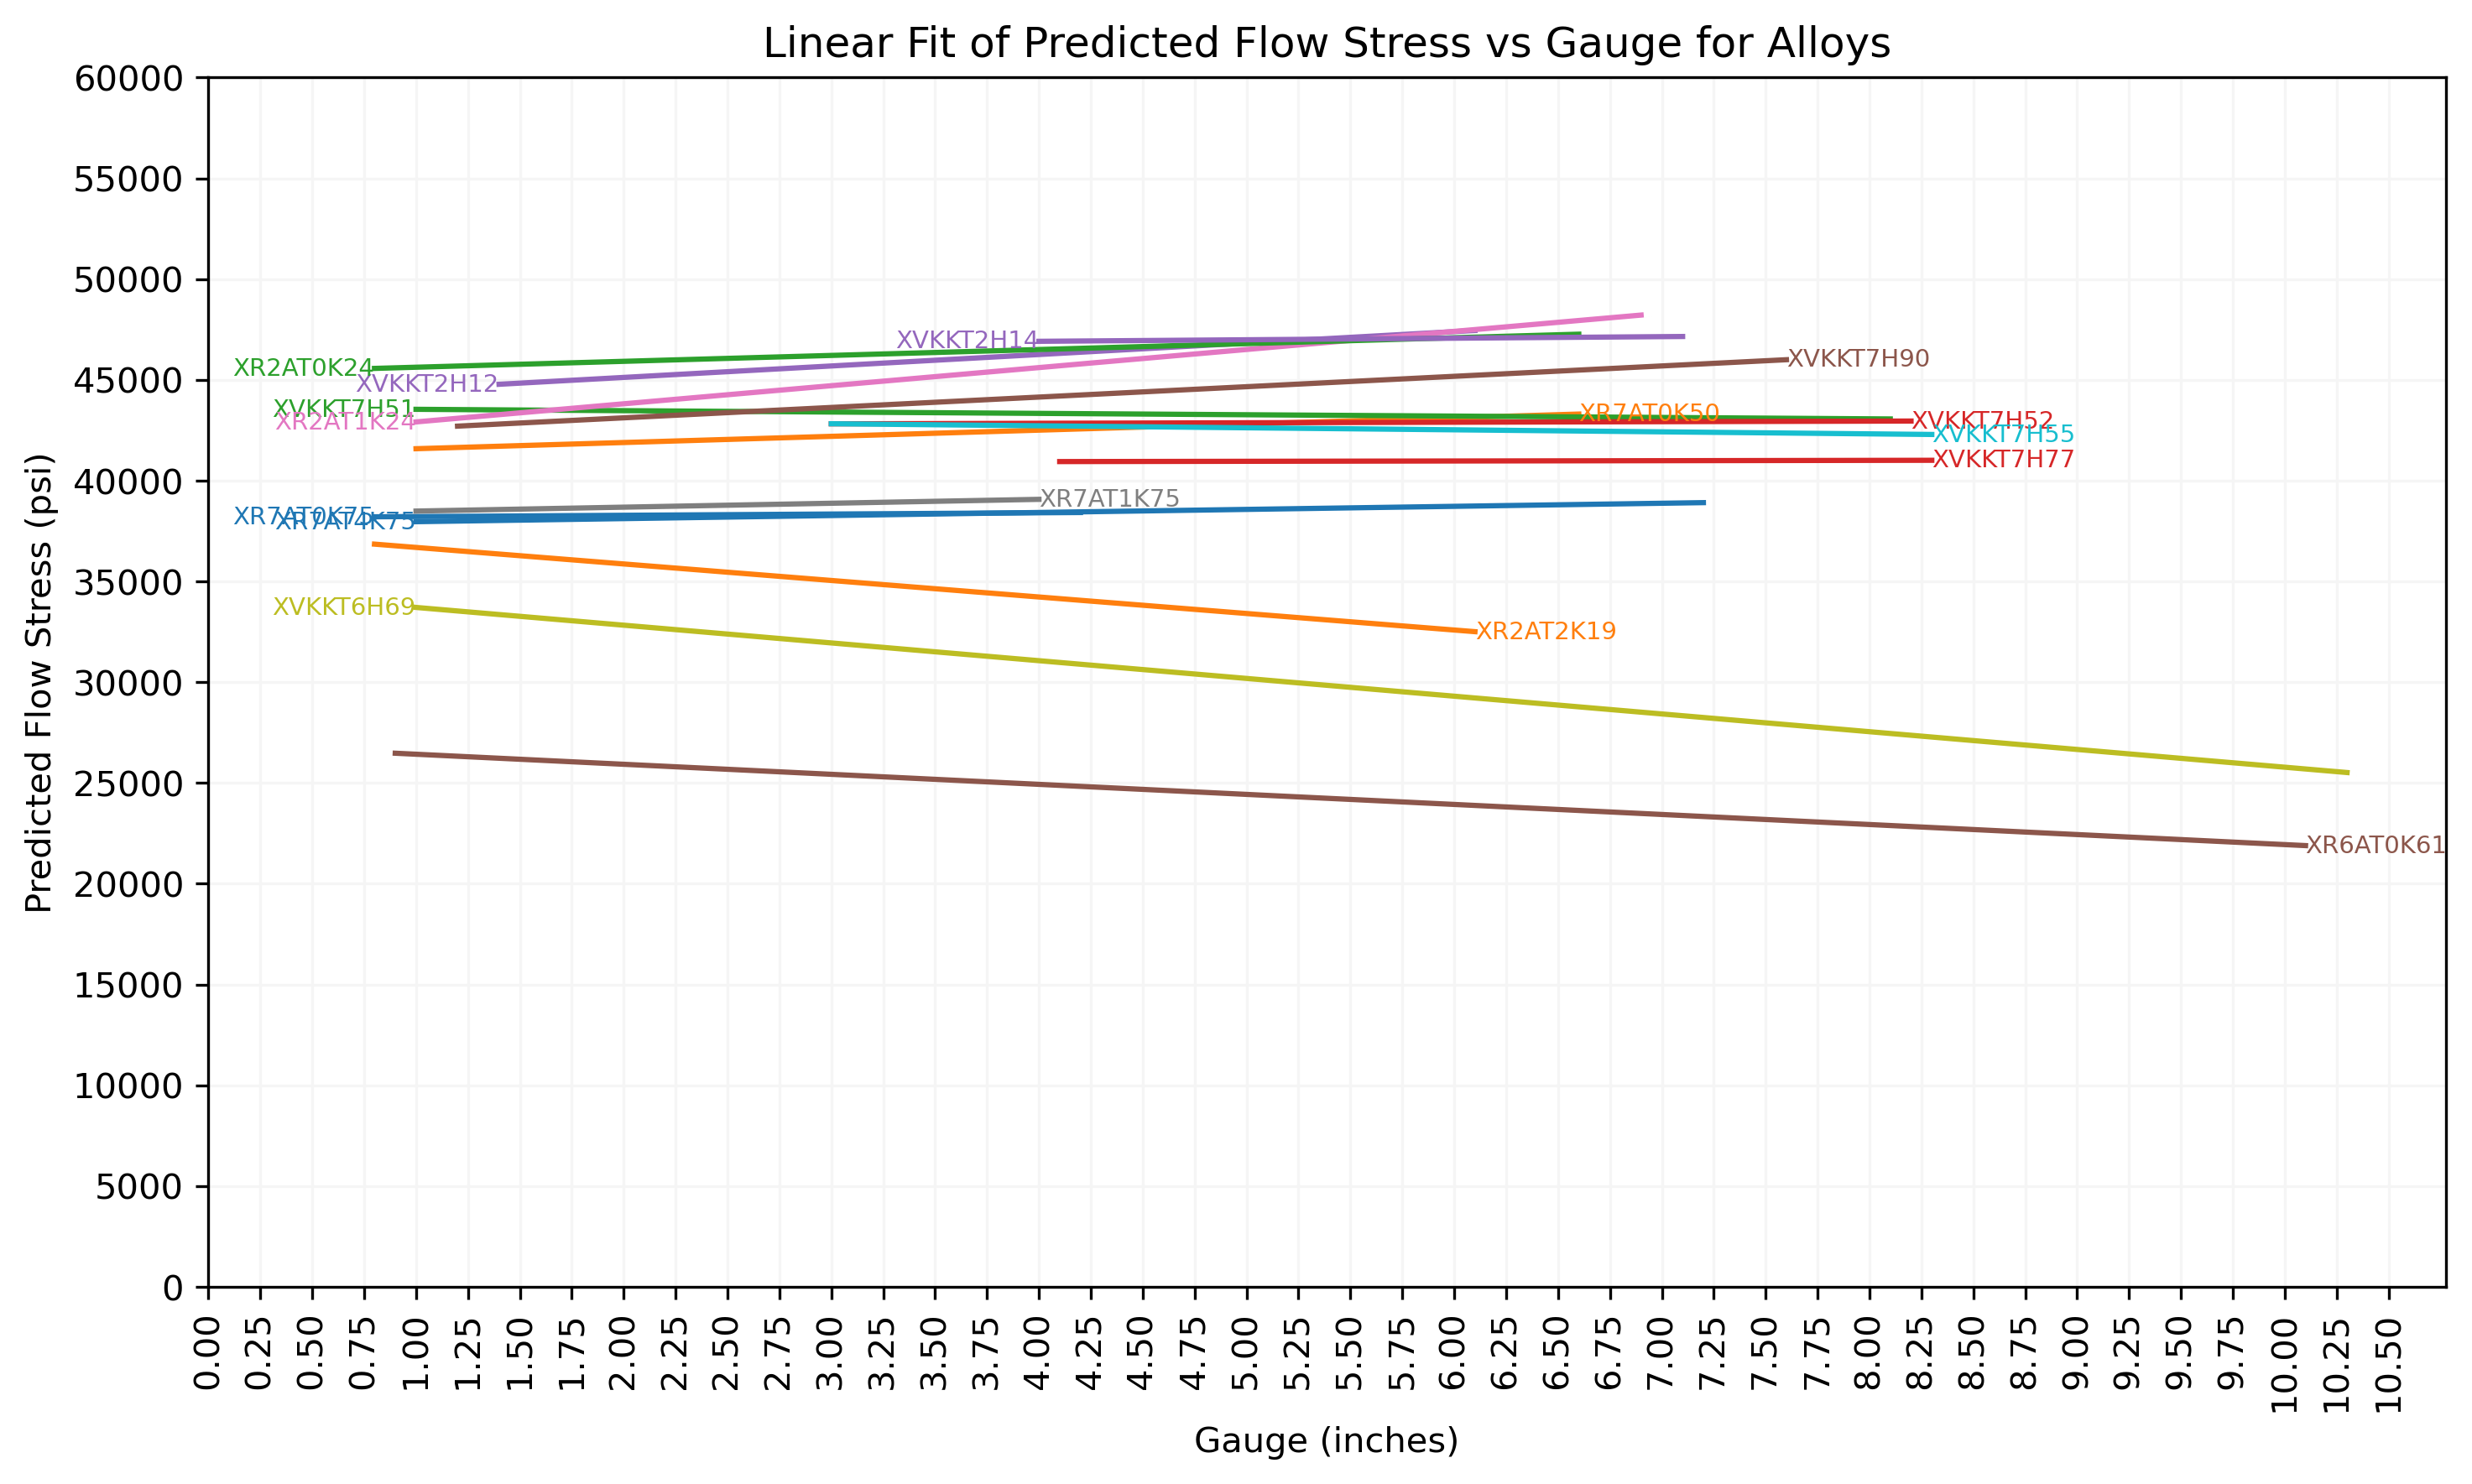 Linear Fit of Predicted Flow Stress vs Gauge for Alloys
Predicted Flow Stress (psi)
60000
55000
50000
45000
40000
35000
30000
25000
20000
15000
10000
5000
0
XVKKT2H14
XR2AT0K24
XVKKT7H90
XVKKT2H12
XVKKT7H51
XR7AT0K50
XR2AT1K24
XVKKT7H52
XVKKT7H55
XVKKT7H77
XR7AT1K75
XR7AT0K75
XR7AT4K75
XVKKT6H69
XR2AT2K19
XR6AT0K61
0.00 0.25 0.50 0.75 1.00 1.25 1.50 1.75 2.00 2.25 2.50 2.75 3.00 3.25 3.50 3.75 4.00 4.25 4.50 4.75 5.00 5.25 5.50 5.75 6.00 6.25 6.50 6.75 7.00 7.25 7.50 7.75 8.00 8.25 8.50 8.75 9.00 9.25 9.50 9.75 10.00 10.25 10.50
Gauge (inches)